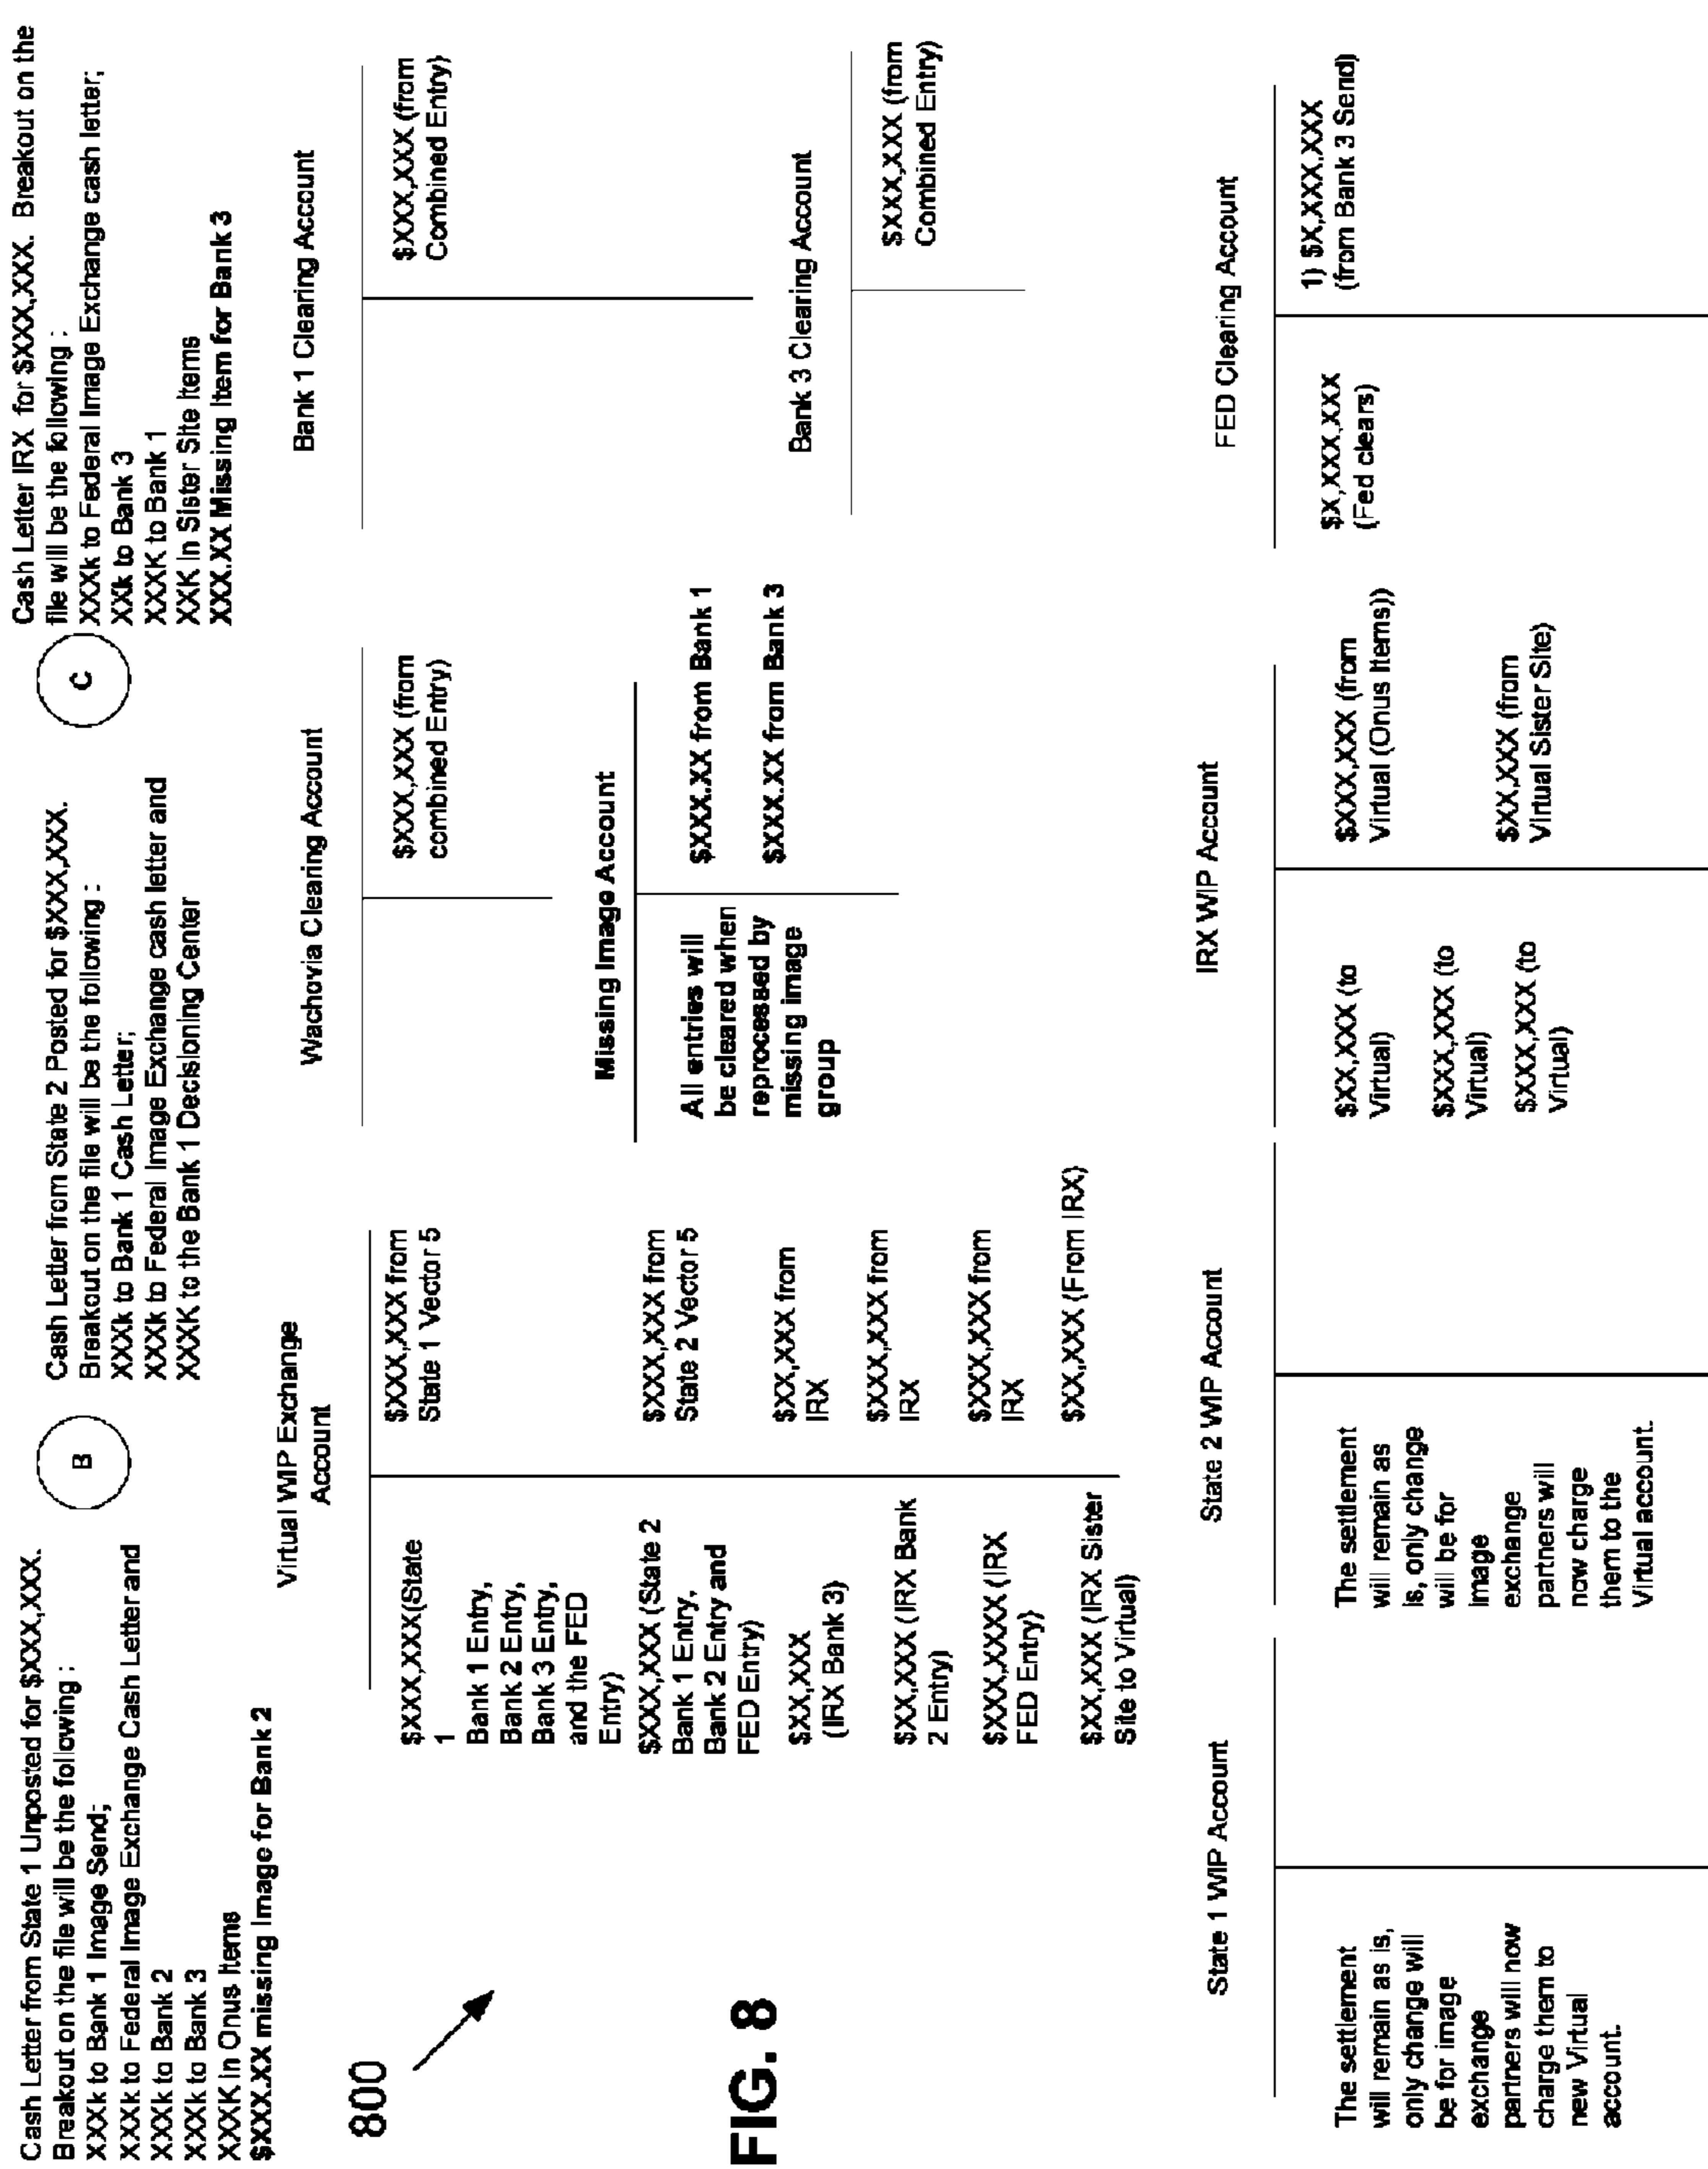 Cash Letter from State 1 Unposted for $XXX,XXX.
Breakout on the file will be the following :
XXXk to Bank 1 Image Send;
XXXk to Federal Image Exchange Cash Letter and
XXXk to Bank 2
XXXk to Bank 3
XXXK in Onus Items
$XXX.XX missing Image for Bank 2
B
Cash Letter from State 2 Posted for $XXX,XXX.
Breakout on the file will be the following :
XXXk to Bank 1 Cash Letter;
XXXk to Federal Image Exchange cash letter and
XXXK to the Bank 1 Decisioning Center
C
Cash Letter IRX for $XXX,XXX. Breakout on the
file will be the following :
XXXk to Federal Image Exchange cash letter;
XXk to Bank 3
XXXK to Bank 1
XXK In Sister Site Items
XXX.XX Missing Item for Bank 3
800
FIG. 8
Virtual WIP Exchange
Account
$XXX,XXX(State
1
Bank 1 Entry,
Bank 2 Entry,
Bank 3 Entry,
and the FED
Entry)
$XXX,XXX (State 2
Bank 1 Entry,
Bank 2 Entry and
FED Entry)
$XX,XXX
(IRX Bank 3)
$XX,XXX (IRX Bank
2 Entry)
$XXX,XXXX (IRX
FED Entry)
$XX,XXX (IRX Sister
Site to Virtual)
$XXX,XXX from
State 1 Vector 5
$XXX,XXX from
State 2 Vector 5
$XX,XXX from
IRX
$XXX,XXX from
IRX
$XXX,XXX from
IRX
$XX,XXX (From IRX)
Wachovia Clearing Account
$XXX,XXX (from
combined Entry)
Missing Image Account
All entries will
be cleared when
reprocessed by
missing image
group
$XXX.XX from Bank 1
$XXX.XX from Bank 3
Bank 1 Clearing Account
$XXX,XXX (from
Combined Entry)
Bank 3 Clearing Account
$XXX,XXX (from
Combined Entry)
State 1 WIP Account
The settlement
will remain as is,
only change will
be for image
exchange
partners will now
charge them to
new Virtual
account.
State 2 WIP Account
The settlement
will remain as
is, only change
will be for
image
exchange
partners will
now charge
them to the
Virtual account.
IRX WIP Account
$XX,XXX (to
Virtual)
$XXX,XXX (to
Virtual)
$XXX,XXX (to
Virtual)
$XXX,XXX (from
Virtual (Onus Items))
$XX,XXX (from
Virtual Sister Site)
FED Clearing Account
$X,XXX,XXX
(Fed clears)
1) $X,XXX,XXX
(from Bank 3 Send)